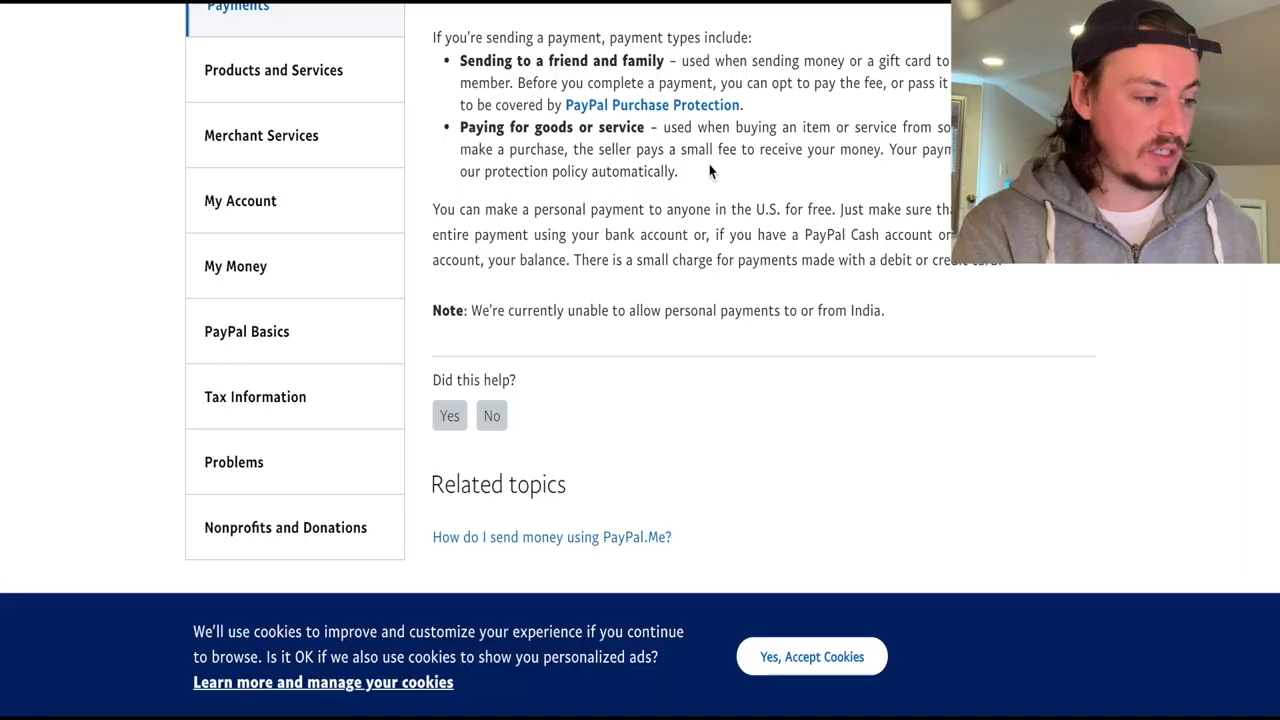 Payments
Products and Services
Merchant Services
My Account
My Money
PayPal Basics
Tax Information
Problems
Nonprofits and Donations
If you're sending a payment, payment types include:
• Sending to a friend and family – used when sending money or a gift card to
member. Before you complete a payment, you can opt to pay the fee, or pass it
to be covered by PayPal Purchase Protection.
• Paying for goods or service – used when buying an item or service from
make a purchase, the seller pays a small fee to receive your money. Your
our protection policy automatically.
You can make a personal payment to anyone in the U.S. for free. Just make sure
entire payment using your bank account or, if you have a PayPal Cash account or
account, your balance. There is a small charge for payments made with a debit or credit card.
Note: We're currently unable to allow personal payments to or from India.
Did this help?
Yes No
Related topics
How do I send money using PayPal.Me?
We'll use cookies to improve and customize your experience if you continue
to browse. Is it OK if we also use cookies to show you personalized ads?
Learn more and manage your cookies
Yes, Accept Cookies